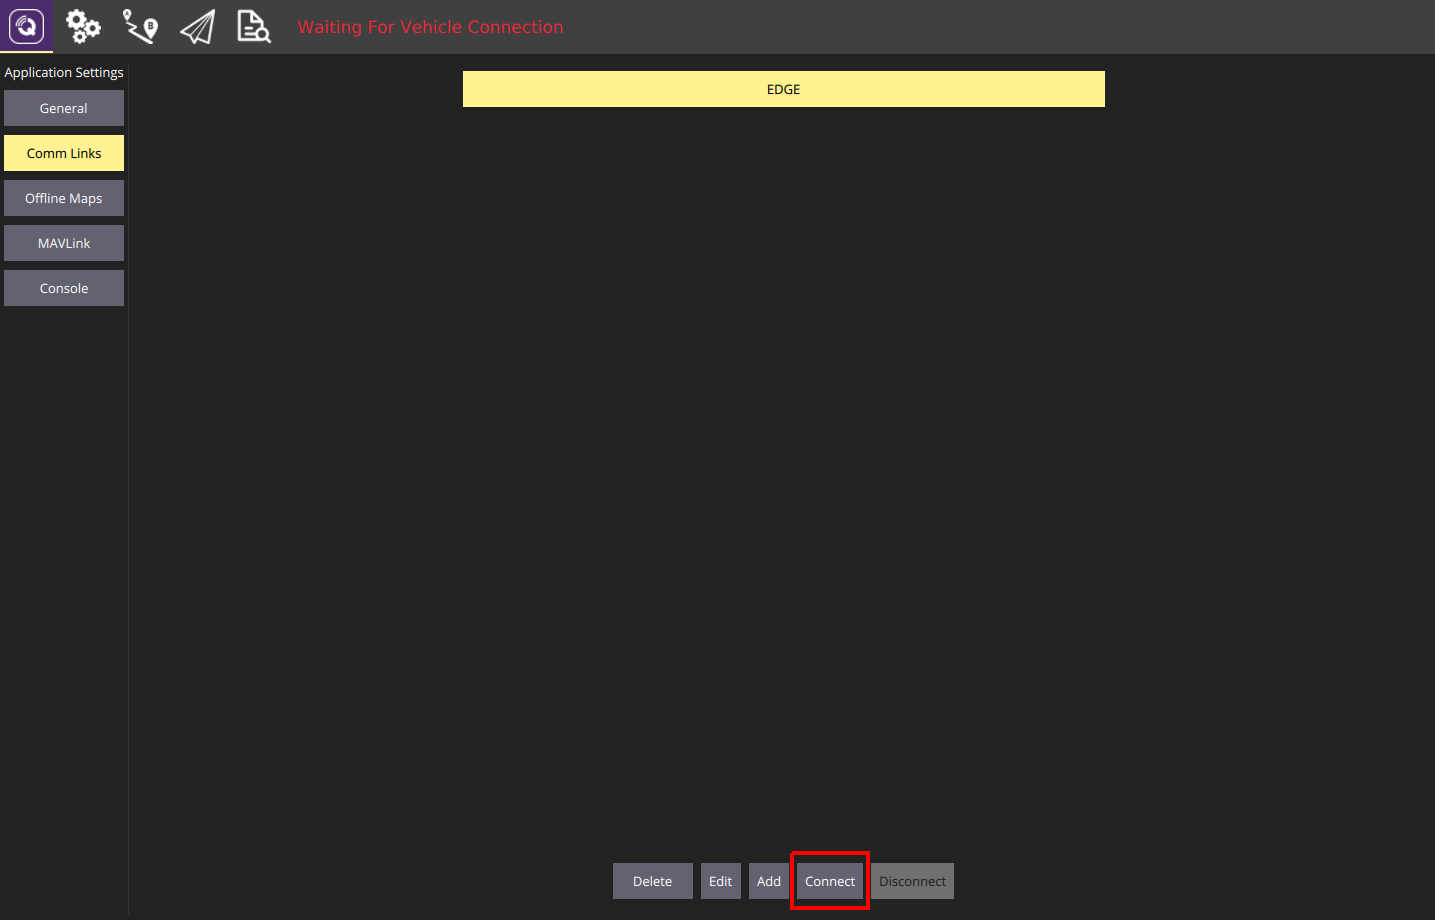 Waiting For Vehicle Connection
Application Settings
General
Comm Links
Offline Maps
MAVLink
Console
EDGE
Delete
Edit
Add
Connect
Disconnect